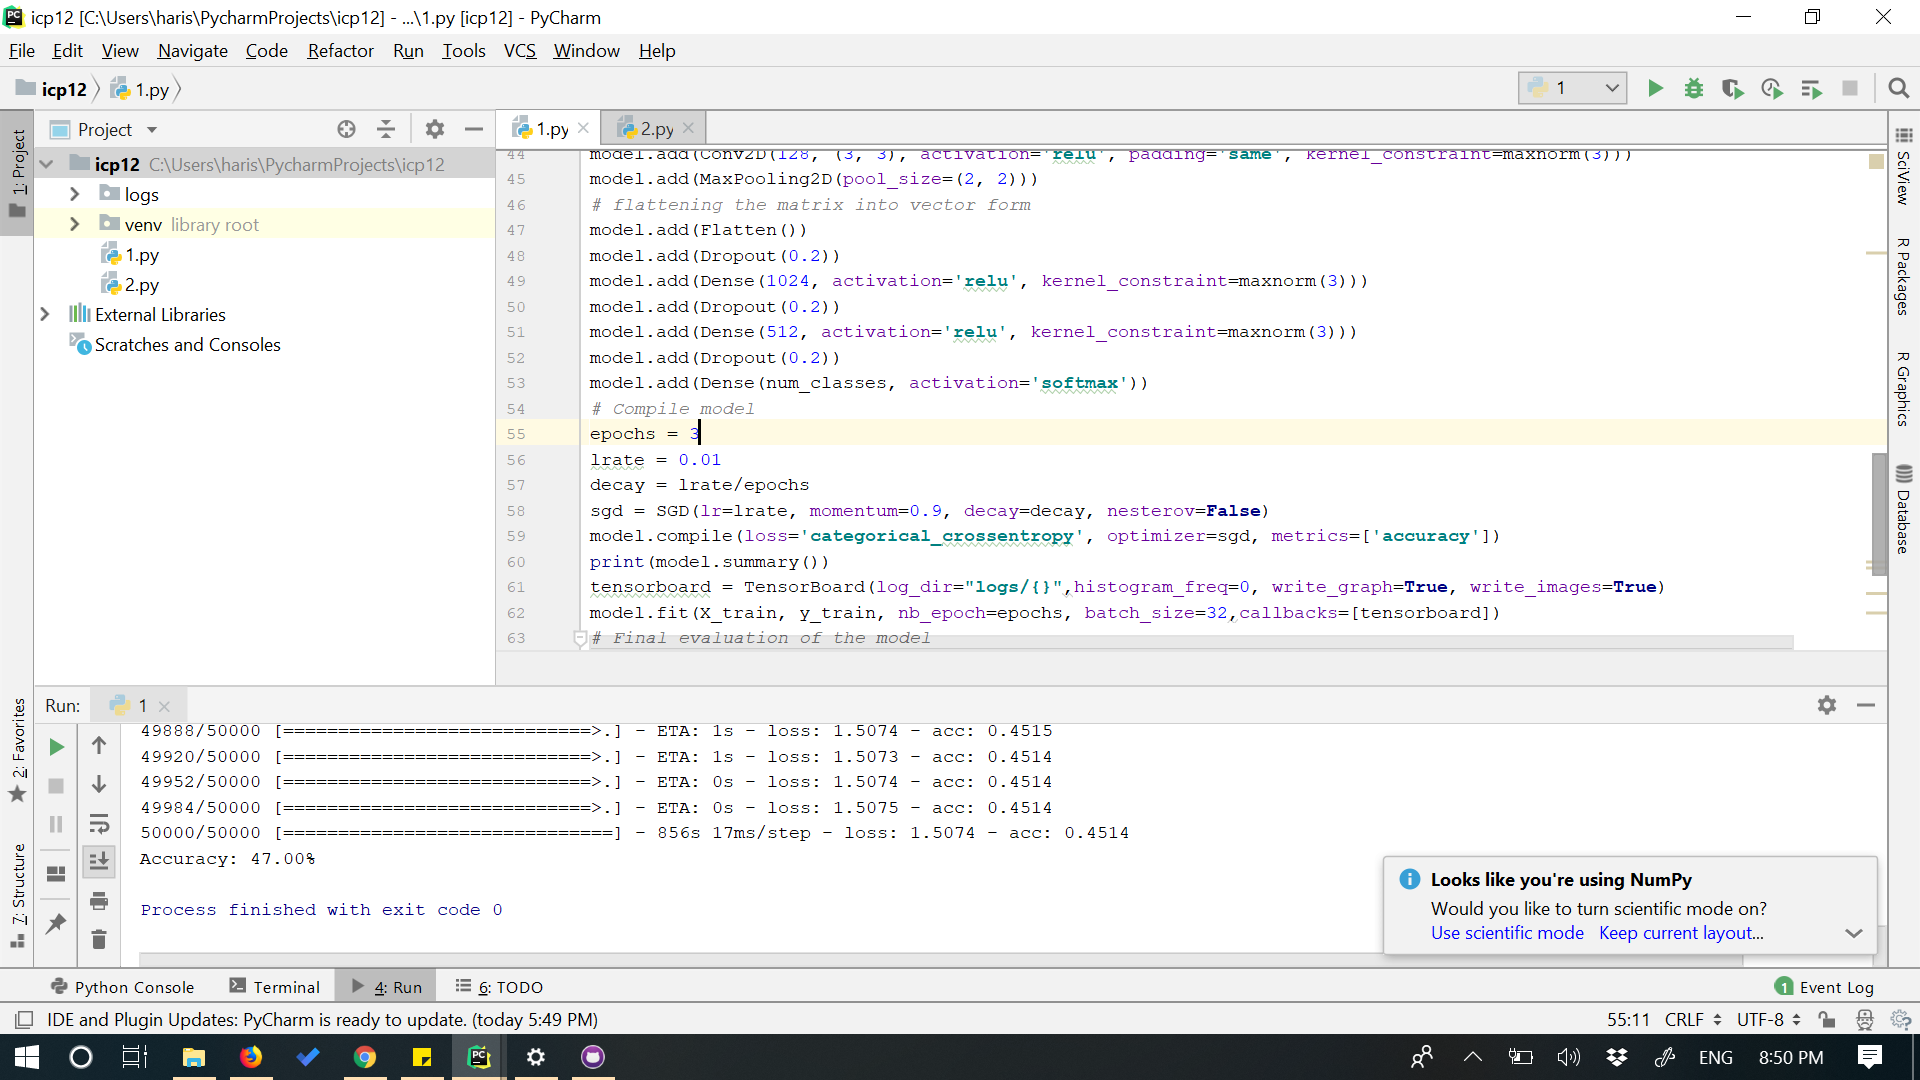 icp12 [C:\Users\haris\PycharmProjects\icp12] - ...\1.py [icp12] - PyCharm
File Edit View Navigate Code Refactor Run Tools VCS Window Help
icp12 1.py
1
Project
1.py 2.py
1: Project
icp12 C:\Users\haris\PycharmProjects\icp12
logs
venv library root
1.py
2.py
External Libraries
Scratches and Consoles
44 model.add(Conv2D(128, (3, 3), activation='relu', padding='same', kernel_constraint=maxnorm(3)))
45 model.add(MaxPooling2D(pool_size=(2, 2)))
46 # flattening the matrix into vector form
47 model.add(Flatten())
48 model.add(Dropout(0.2))
49 model.add(Dense(1024, activation='relu', kernel_constraint=maxnorm(3)))
50 model.add(Dropout(0.2))
51 model.add(Dense(512, activation='relu', kernel_constraint=maxnorm(3)))
52 model.add(Dropout(0.2))
53 model.add(Dense(num_classes, activation='softmax'))
54 # Compile model
55 epochs = 3
56 lrate = 0.01
57 decay = lrate/epochs
58 sgd = SGD(lr=lrate, momentum=0.9, decay=decay, nesterov=False)
59 model.compile(loss='categorical_crossentropy', optimizer=sgd, metrics=['accuracy'])
60 print(model.summary())
61 tensorboard = TensorBoard(log_dir="logs/{}",histogram_freq=0, write_graph=True, write_images=True)
62 model.fit(X_train, y_train, nb_epoch=epochs, batch_size=32,callbacks=[tensorboard])
63 # Final evaluation of the model
SciView
R Packages
R Graphics
Database
2: Favorites
7: Structure
Run: 1
49888/50000 [============================>.] - ETA: 1s - loss: 1.5074 - acc: 0.4515
49920/50000 [============================>.] - ETA: 1s - loss: 1.5073 - acc: 0.4514
49952/50000 [============================>.] - ETA: 0s - loss: 1.5074 - acc: 0.4514
49984/50000 [============================>.] - ETA: 0s - loss: 1.5075 - acc: 0.4514
50000/50000 [==============================] - 856s 17ms/step - loss: 1.5074 - acc: 0.4514
Accuracy: 47.00%
Process finished with exit code 0
Looks like you're using NumPy
Would you like to turn scientific mode on?
Use scientific mode Keep current layout...
Python Console Terminal 4: Run 6: TODO 1 Event Log
IDE and Plugin Updates: PyCharm is ready to update. (today 5:49 PM) 55:11 CRLF UTF-8
ENG 8:50 PM